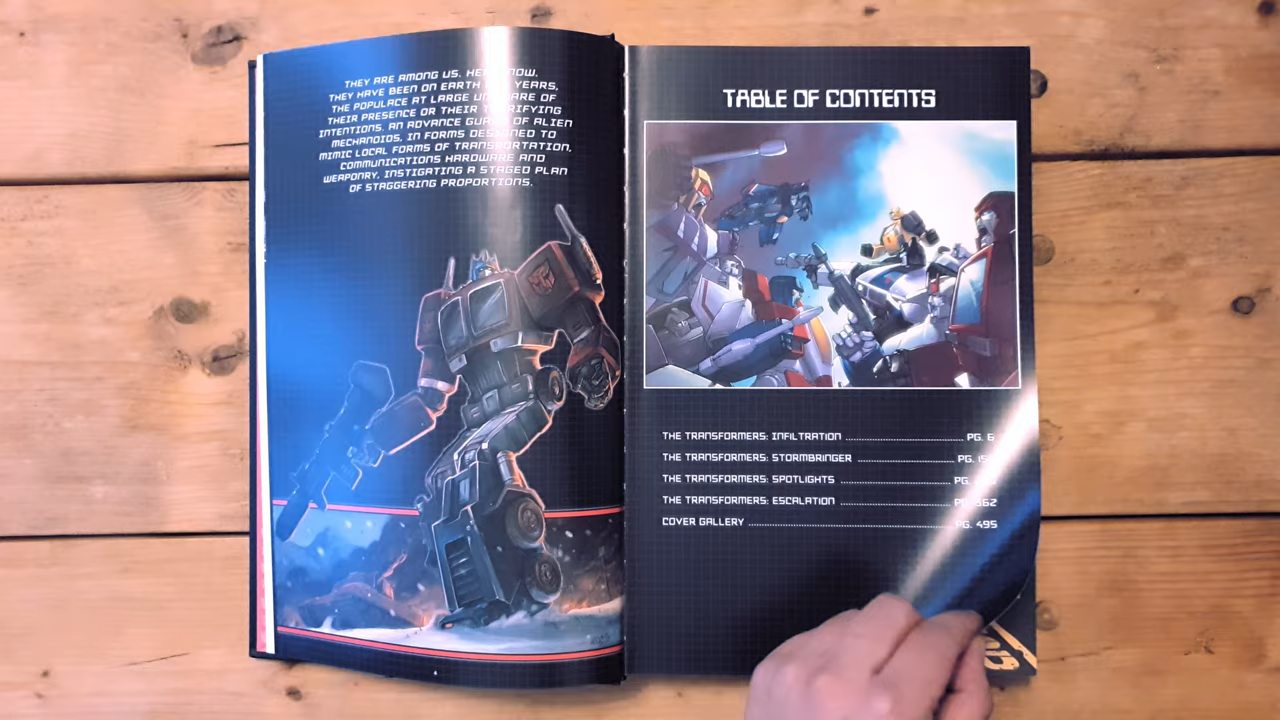 THEY ARE AMONG US. NOW.
THEY HAVE BEEN ON EARTH YEARS,
THE POPULACE AT LARGE OF
THEIR PRESENCE OR THEIR
INTENTIONS. AN ADVANCE OF ALIEN
MECHANOIDS, IN FORMS DESIGNED TO
MIMIC LOCAL FORMS OF TRANSPORTATION,
COMMUNICATIONS HARDWARE AND
WEAPONRY, INSTIGATING A STAGED PLAN
OF STAGGERING PROPORTIONS.
TABLE OF CONTENTS
THE TRANSFORMERS: INFILTRATION PG. 6
THE TRANSFORMERS: STORMBRINGER PG.
THE TRANSFORMERS: SPOTLIGHTS PG.
THE TRANSFORMERS: ESCALATION
COVER GALLERY PG. 495